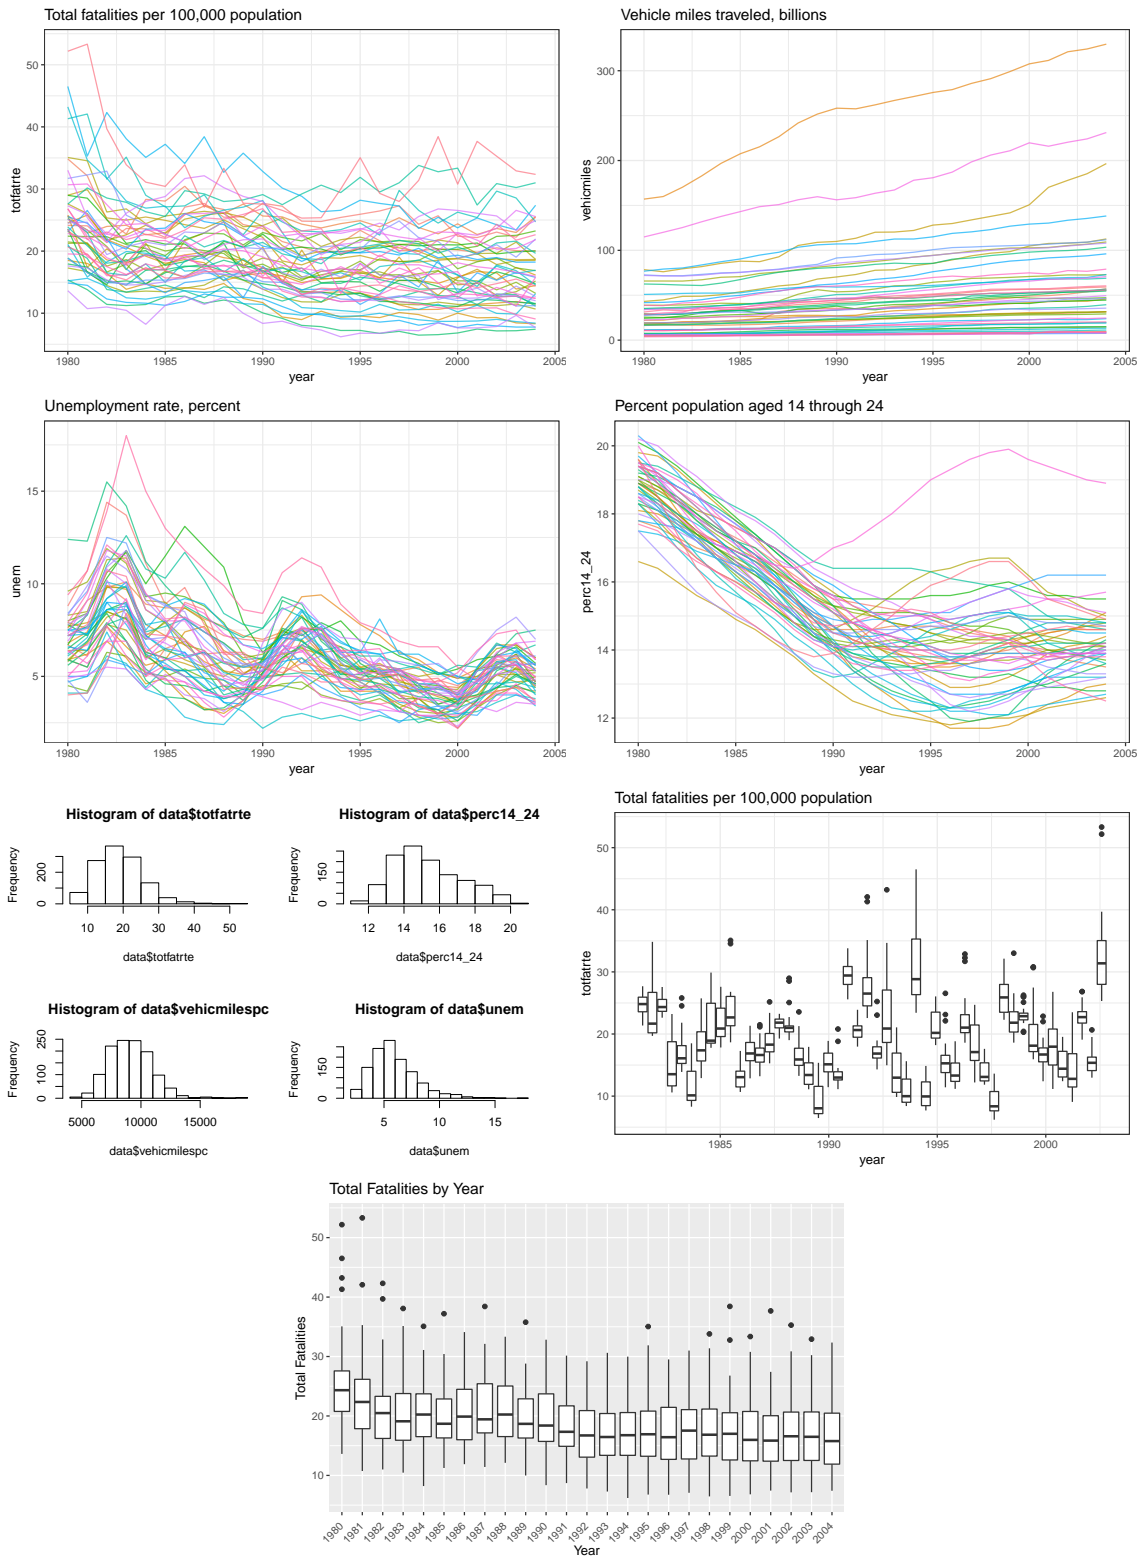 Total fatalities per 100,000 population
50
40
30
20
10
totfatrte
1980 1985 1990 1995 2000 2005
year
Vehicle miles traveled, billions
300
200
100
0
vehicmiles
1980 1985 1990 1995 2000 2005
year
Unemployment rate, percent
15
10
5
unem
1980 1985 1990 1995 2000 2005
year
Percent population aged 14 through 24
20
18
16
14
12
perc14_24
1980 1985 1990 1995 2000 2005
year
Histogram of data$totfatrte
Frequency
0 200
10 20 30 40 50
data$totfatrte
Histogram of data$perc14_24
Frequency
0 150
12 14 16 18 20
data$perc14_24
Histogram of data$vehicmilespc
Frequency
0 100 250
5000 10000 15000
data$vehicmilespc
Histogram of data$unem
Frequency
0 150
5 10 15
data$unem
Total fatalities per 100,000 population
50
40
30
20
10
totfatrte
1985 1990 1995 2000
year
Total Fatalities by Year
50
40
30
20
10
Total Fatalities
1980 1981 1982 1983 1984 1985 1986 1987 1988 1989 1990 1991 1992 1993 1994 1995 1996 1997 1998 1999 2000 2001 2002 2003 2004
Year